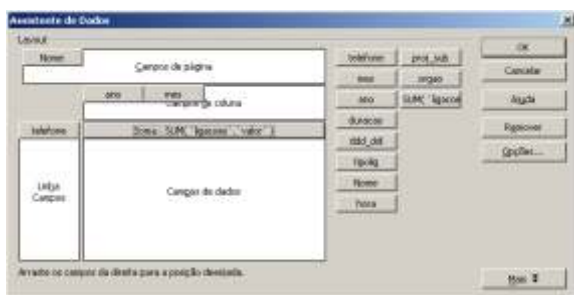 Assistente de Dados
Layout
Nome
Campos de página
ano
mes
Campos de coluna
telefone
Soma - SUM( `ligacoes`.`valor` )
Linha
Campos
Campos de dados
telefone
proj_sub
mes
orgao
ano
SUM( `ligacoe
duracao
ddd_dst
tipolig
Nome
hora
OK
Cancelar
Ajuda
Remover
Opções...
Arraste os campos da direita para a posição desejada.
Mais